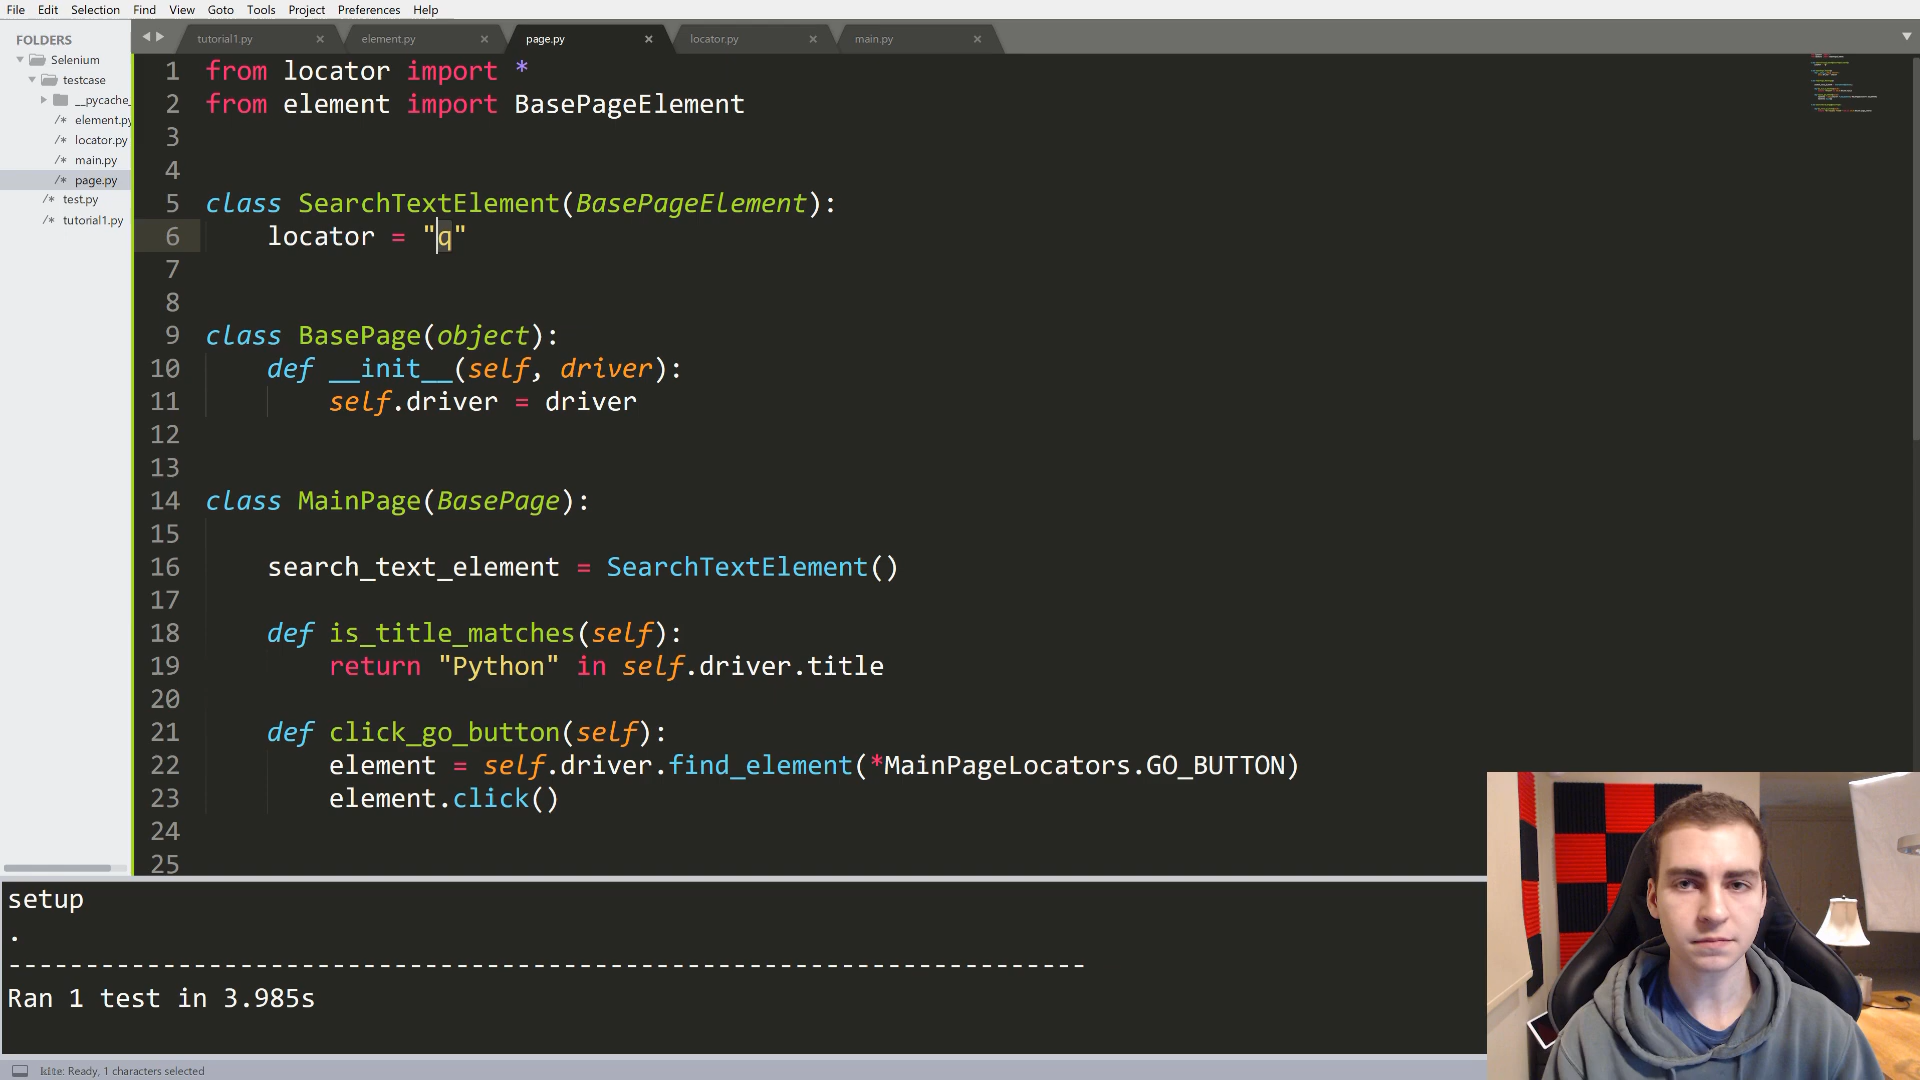 File Edit Selection Find View Goto Tools Project Preferences Help
FOLDERS
Selenium
testcase
__pycache_
element.py
locator.py
main.py
page.py
test.py
tutorial1.py
tutorial1.py × element.py × page.py × locator.py × main.py ×
1 from locator import *
2 from element import BasePageElement
3
4
5 class SearchTextElement(BasePageElement):
6 locator = "q"
7
8
9 class BasePage(object):
10 def __init__(self, driver):
11 self.driver = driver
12
13
14 class MainPage(BasePage):
15
16 search_text_element = SearchTextElement()
17
18 def is_title_matches(self):
19 return "Python" in self.driver.title
20
21 def click_go_button(self):
22 element = self.driver.find_element(*MainPageLocators.GO_BUTTON)
23 element.click()
24
25
setup
.
----------------------------------------------------------------------
Ran 1 test in 3.985s
kite: Ready, 1 characters selected